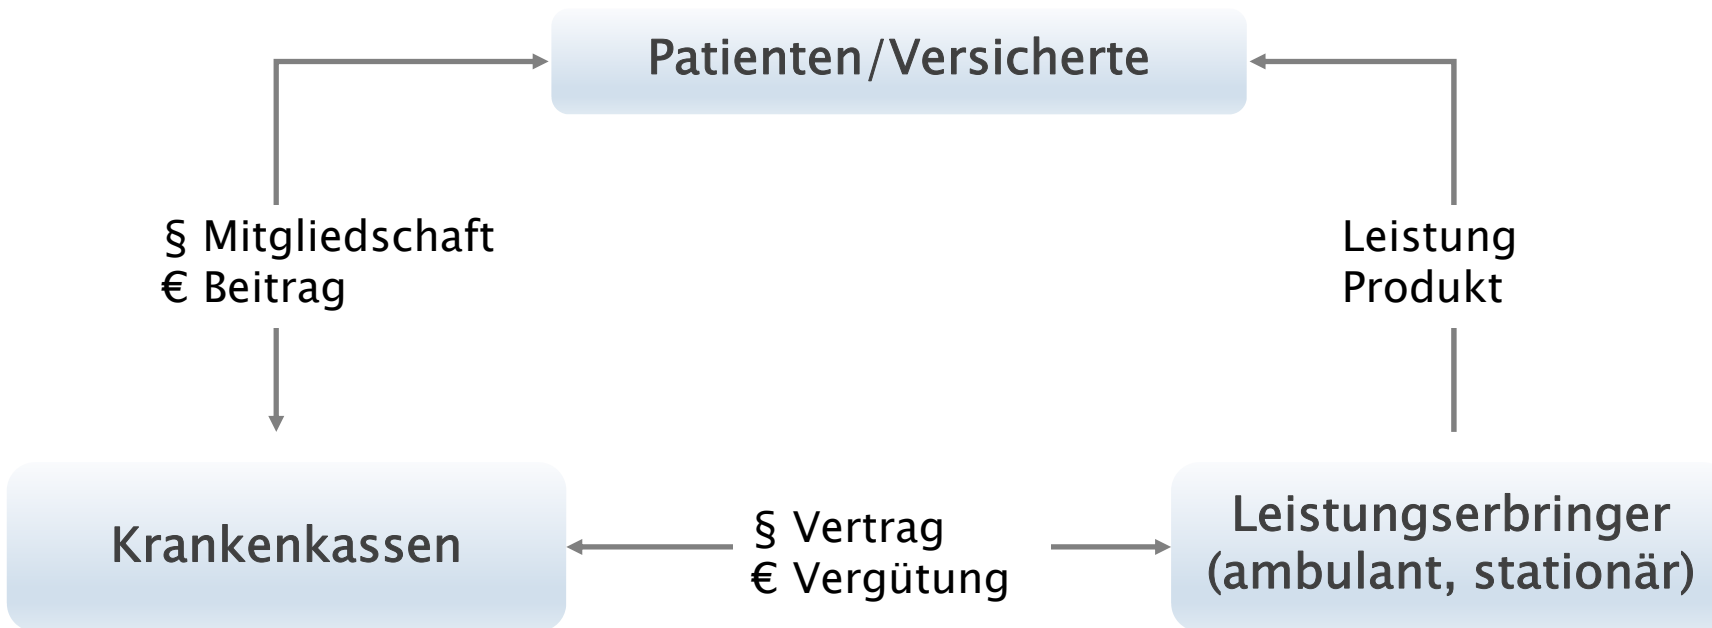 Patienten/Versicherte
§ Mitgliedschaft
€ Beitrag
Leistung
Produkt
Krankenkassen
§ Vertrag
€ Vergütung
Leistungserbringer
(ambulant, stationär)